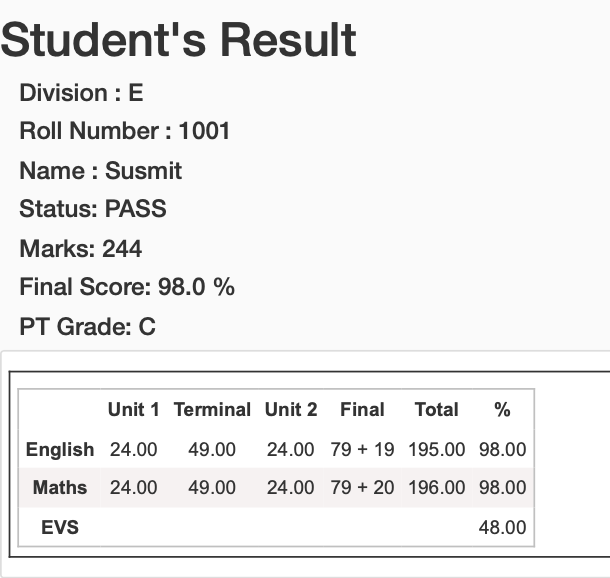 Student's Result
Division : E
Roll Number : 1001
Name : Susmit
Status: PASS
Marks: 244
Final Score: 98.0 %
PT Grade: C
Unit 1 Terminal Unit 2 Final Total %
English 24.00 49.00 24.00 79 + 19 195.00 98.00
Maths 24.00 49.00 24.00 79 + 20 196.00 98.00
EVS 48.00